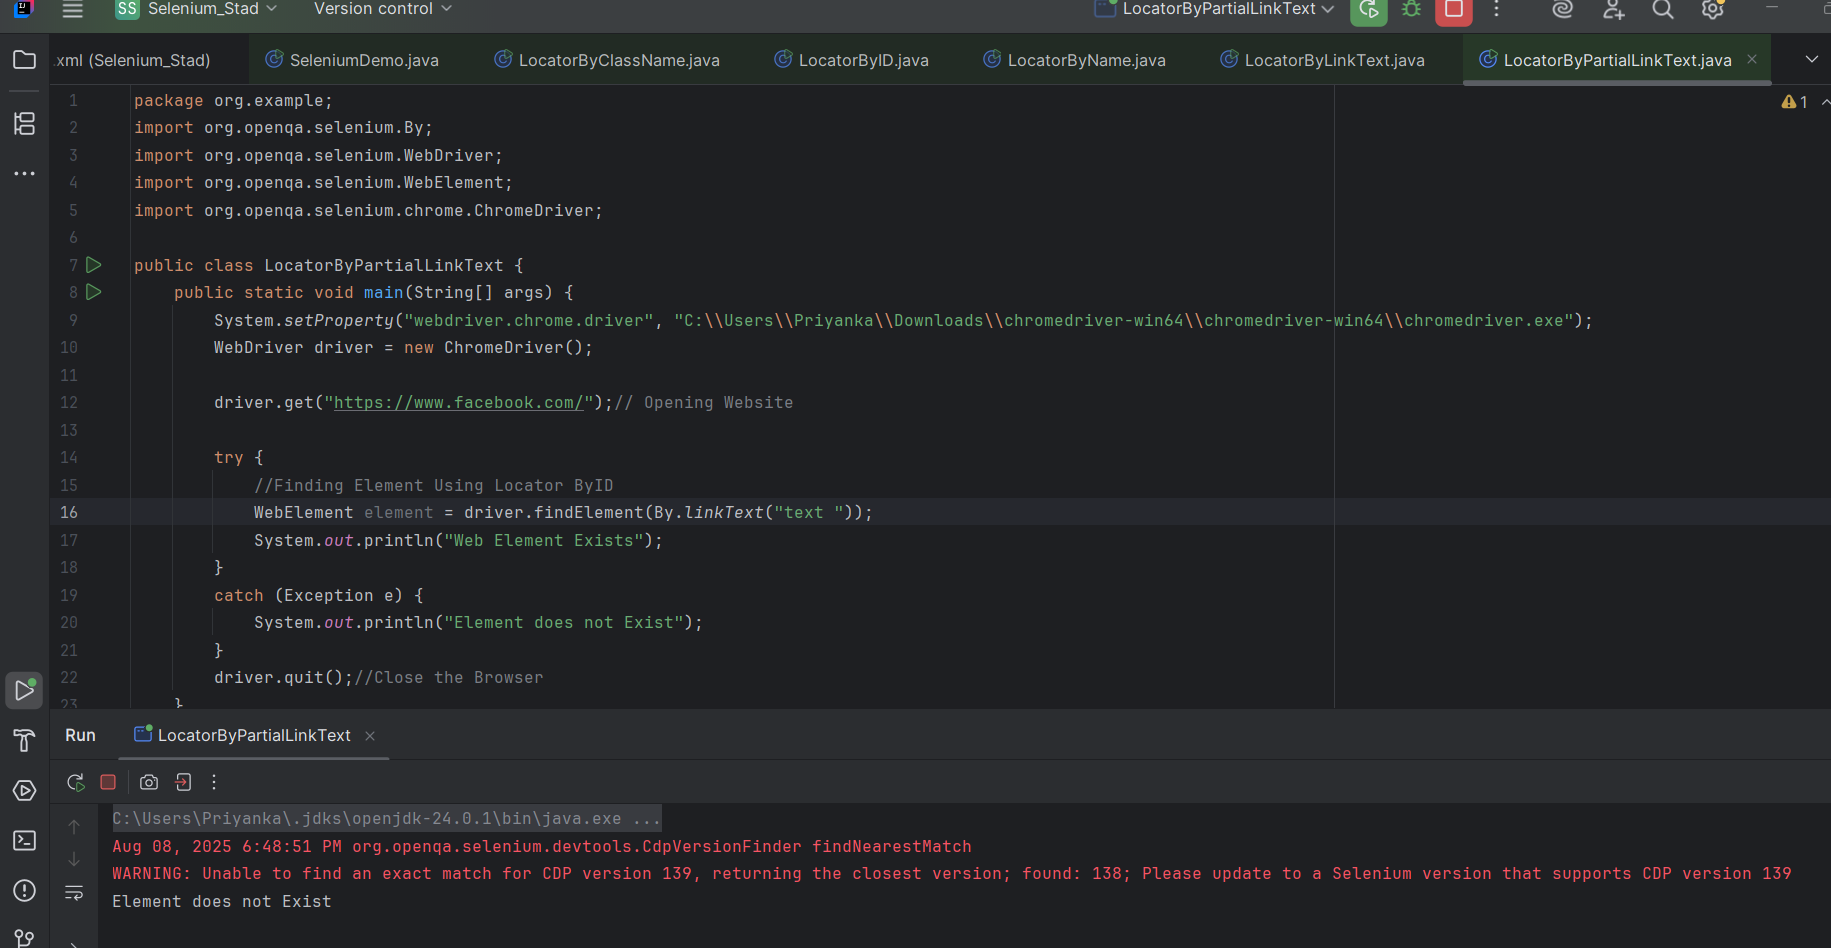 SS Selenium_Stad Version control LocatorByPartialLinkText
.xml (Selenium_Stad) SeleniumDemo.java LocatorByClassName.java LocatorByID.java LocatorByName.java LocatorByLinkText.java LocatorByPartialLinkText.java
1 package org.example;
2 import org.openqa.selenium.By;
3 import org.openqa.selenium.WebDriver;
4 import org.openqa.selenium.WebElement;
5 import org.openqa.selenium.chrome.ChromeDriver;
6
7 public class LocatorByPartialLinkText {
8 public static void main(String[] args) {
9 System.setProperty("webdriver.chrome.driver", "C:\\Users\\Priyanka\\Downloads\\chromedriver-win64\\chromedriver-win64\\chromedriver.exe");
10 WebDriver driver = new ChromeDriver();
11
12 driver.get("https://www.facebook.com/");// Opening Website
13
14 try {
15 //Finding Element Using Locator ByID
16 WebElement element = driver.findElement(By.linkText("text "));
17 System.out.println("Web Element Exists");
18 }
19 catch (Exception e) {
20 System.out.println("Element does not Exist");
21 }
22 driver.quit();//Close the Browser
23 }
1
Run LocatorByPartialLinkText
C:\Users\Priyanka\.jdks\openjdk-24.0.1\bin\java.exe ...
Aug 08, 2025 6:48:51 PM org.openqa.selenium.devtools.CdpVersionFinder findNearestMatch
WARNING: Unable to find an exact match for CDP version 139, returning the closest version; found: 138; Please update to a Selenium version that supports CDP version 139
Element does not Exist